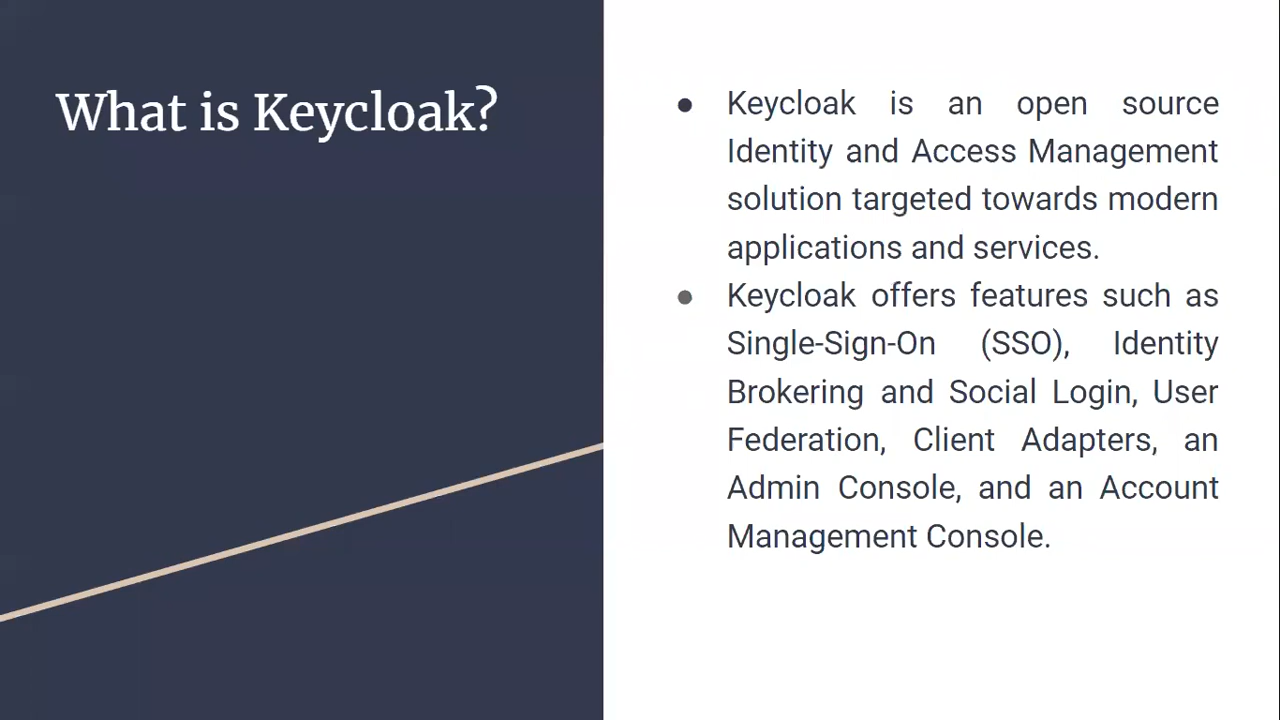 What is Keycloak?
● Keycloak is an open source
Identity and Access Management
solution targeted towards modern
applications and services.
● Keycloak offers features such as
Single-Sign-On (SSO), Identity
Brokering and Social Login, User
Federation, Client Adapters, an
Admin Console, and an Account
Management Console.